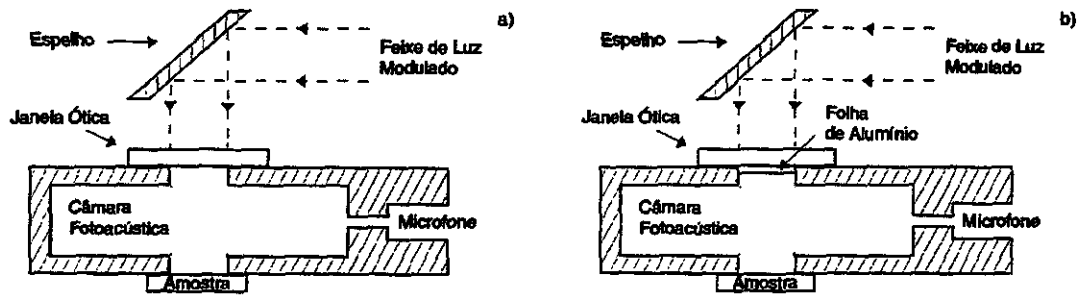 a)
Espelho
Feixe de Luz
Modulado
Janela Ótica
Câmara
Fotoacústica
Microfone
Amostra
b)
Espelho
Feixe de Luz
Modulado
Janela Ótica
Folha
de Alumínio
Câmara
Fotoacústica
Microfone
Amostra